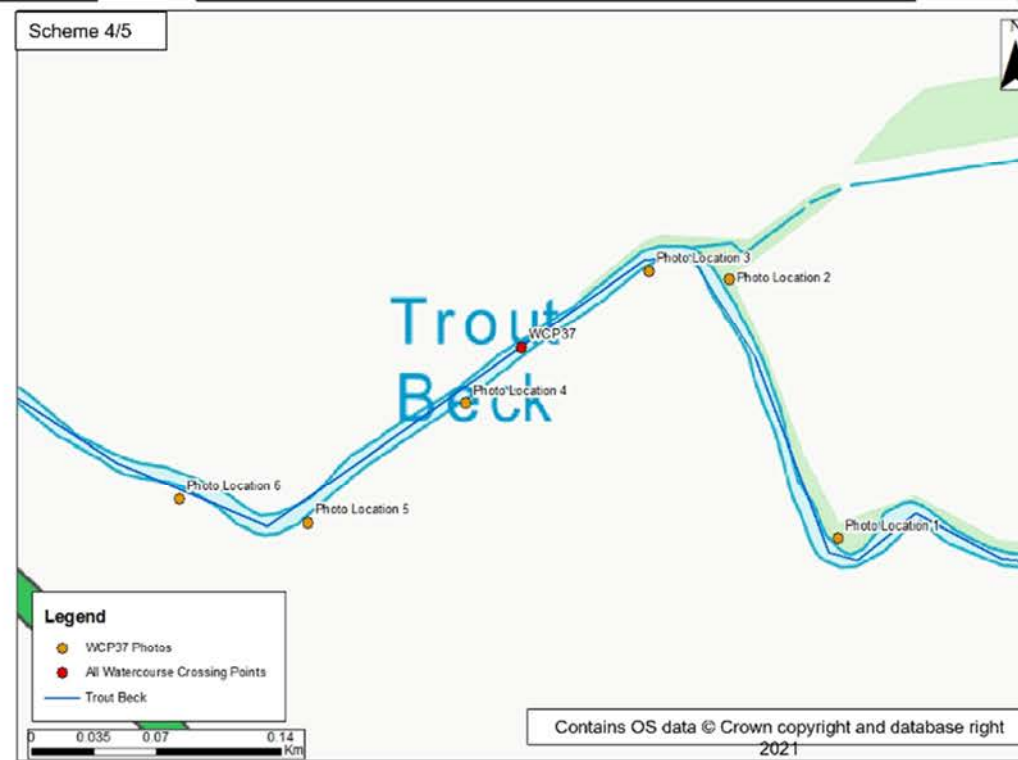 Scheme 4/5
N
Photo Location 3
Photo Location 2
Trout
WCP37
Photo Location 4
Beck
Photo Location 6
Photo Location 5
Photo Location 1
Legend
WCP37 Photos
All Watercourse Crossing Points
Trout Beck
0 0.035 0.07 0.14
Km
Contains OS data © Crown copyright and database right
2021